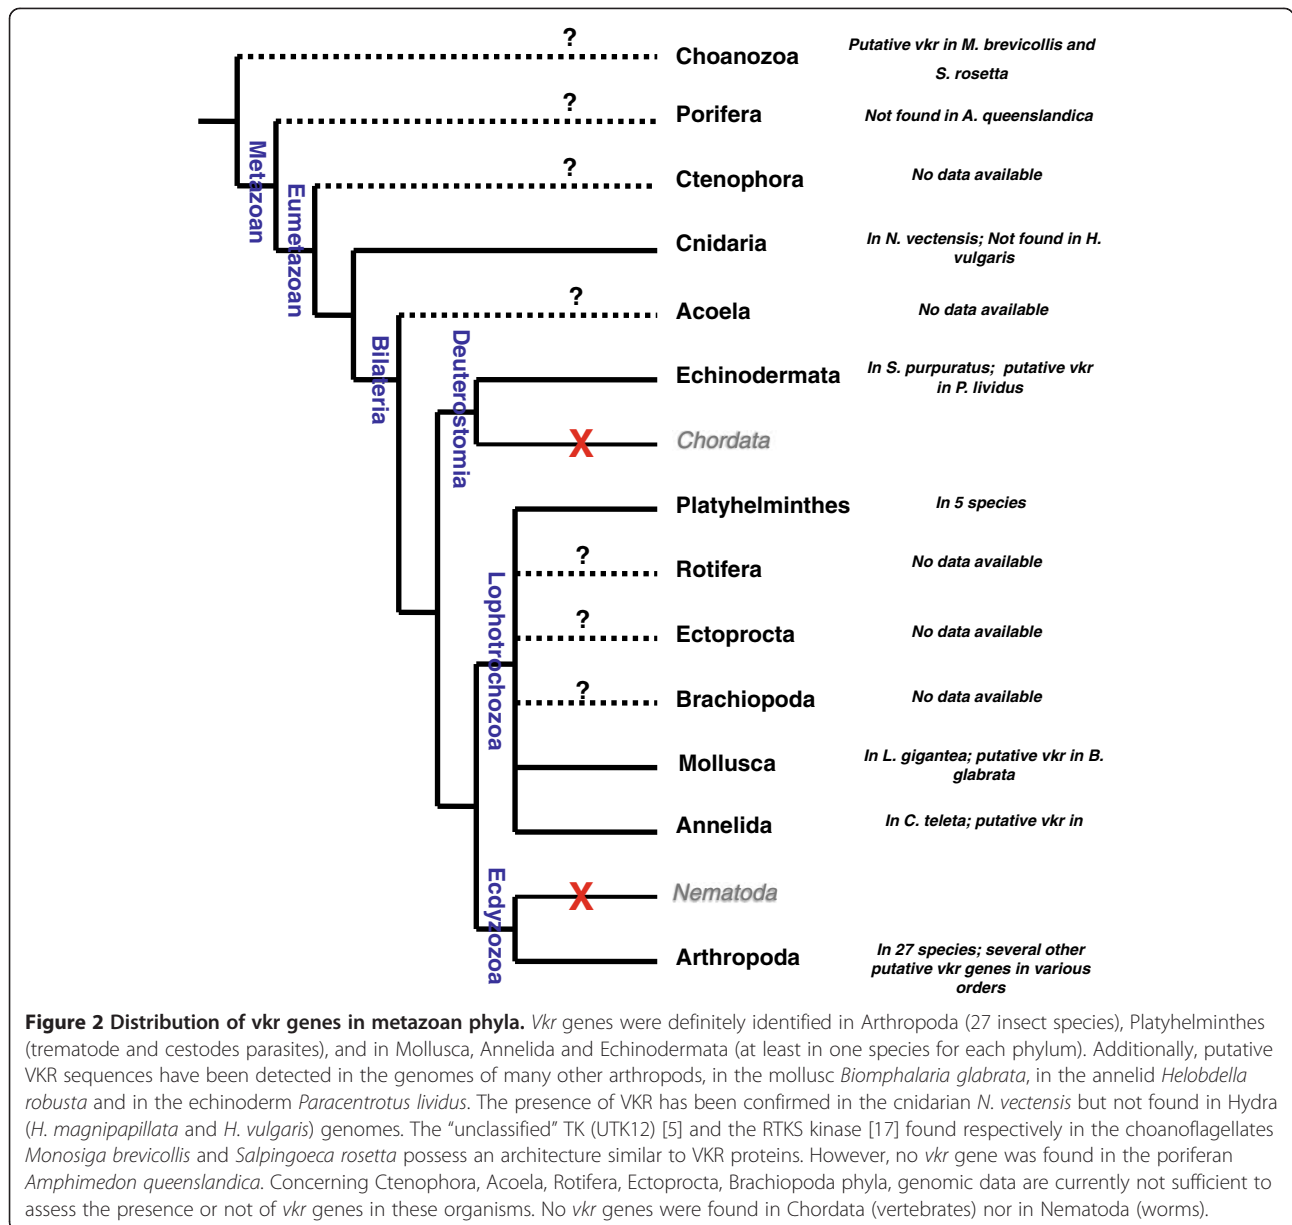 ?
Choanozoa
Putative vkr in M. brevicollis and
S. rosetta
?
Porifera
Not found in A. queenslandica
Metazoan
?
Ctenophora
No data available
Eumetazoan
Cnidaria
In N. vectensis; Not found in H.
vulgaris
?
Acoela
No data available
Bilateria
Deuterostomia
Echinodermata
In S. purpuratus; putative vkr
in P. lividus
X
Chordata
Platyhelminthes
In 5 species
?
Rotifera
No data available
Lophotrochozoa
?
Ectoprocta
No data available
?
Brachiopoda
No data available
Mollusca
In L. gigantea; putative vkr in B.
glabrata
Annelida
In C. teleta; putative vkr in
Ecdyzozoa
X
Nematoda
Arthropoda
In 27 species; several other
putative vkr genes in various
orders
Figure 2 Distribution of vkr genes in metazoan phyla. Vkr genes were definitely identified in Arthropoda (27 insect species), Platyhelminthes
(trematode and cestodes parasites), and in Mollusca, Annelida and Echinodermata (at least in one species for each phylum). Additionally, putative
VKR sequences have been detected in the genomes of many other arthropods, in the mollusc Biomphalaria glabrata, in the annelid Helobdella
robusta and in the echinoderm Paracentrotus lividus. The presence of VKR has been confirmed in the cnidarian N. vectensis but not found in Hydra
(H. magnipapillata and H. vulgaris) genomes. The “unclassified” TK (UTK12) [5] and the RTKS kinase [17] found respectively in the choanoflagellates
Monosiga brevicollis and Salpingoeca rosetta possess an architecture similar to VKR proteins. However, no vkr gene was found in the poriferan
Amphimedon queenslandica. Concerning Ctenophora, Acoela, Rotifera, Ectoprocta, Brachiopoda phyla, genomic data are currently not sufficient to
assess the presence or not of vkr genes in these organisms. No vkr genes were found in Chordata (vertebrates) nor in Nematoda (worms).